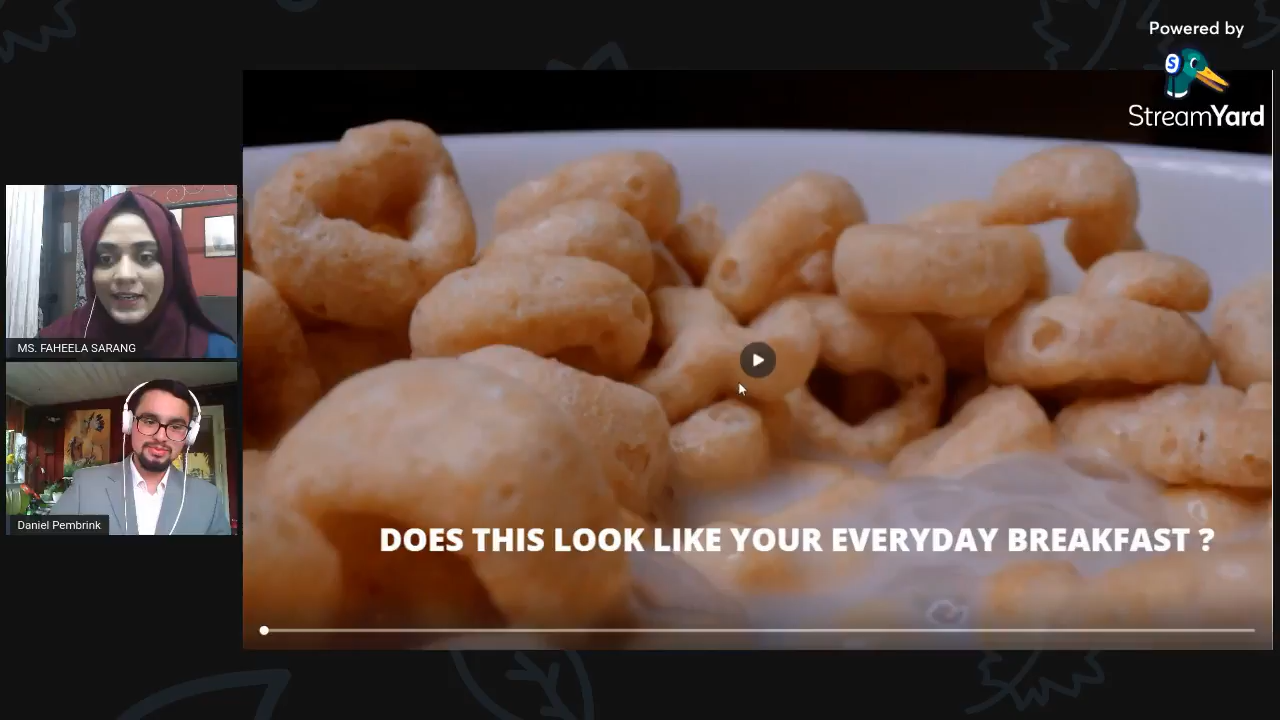 Powered by
S
StreamYard
MS. FAHEELA SARANG
Daniel Pembrink
DOES THIS LOOK LIKE YOUR EVERYDAY BREAKFAST ?